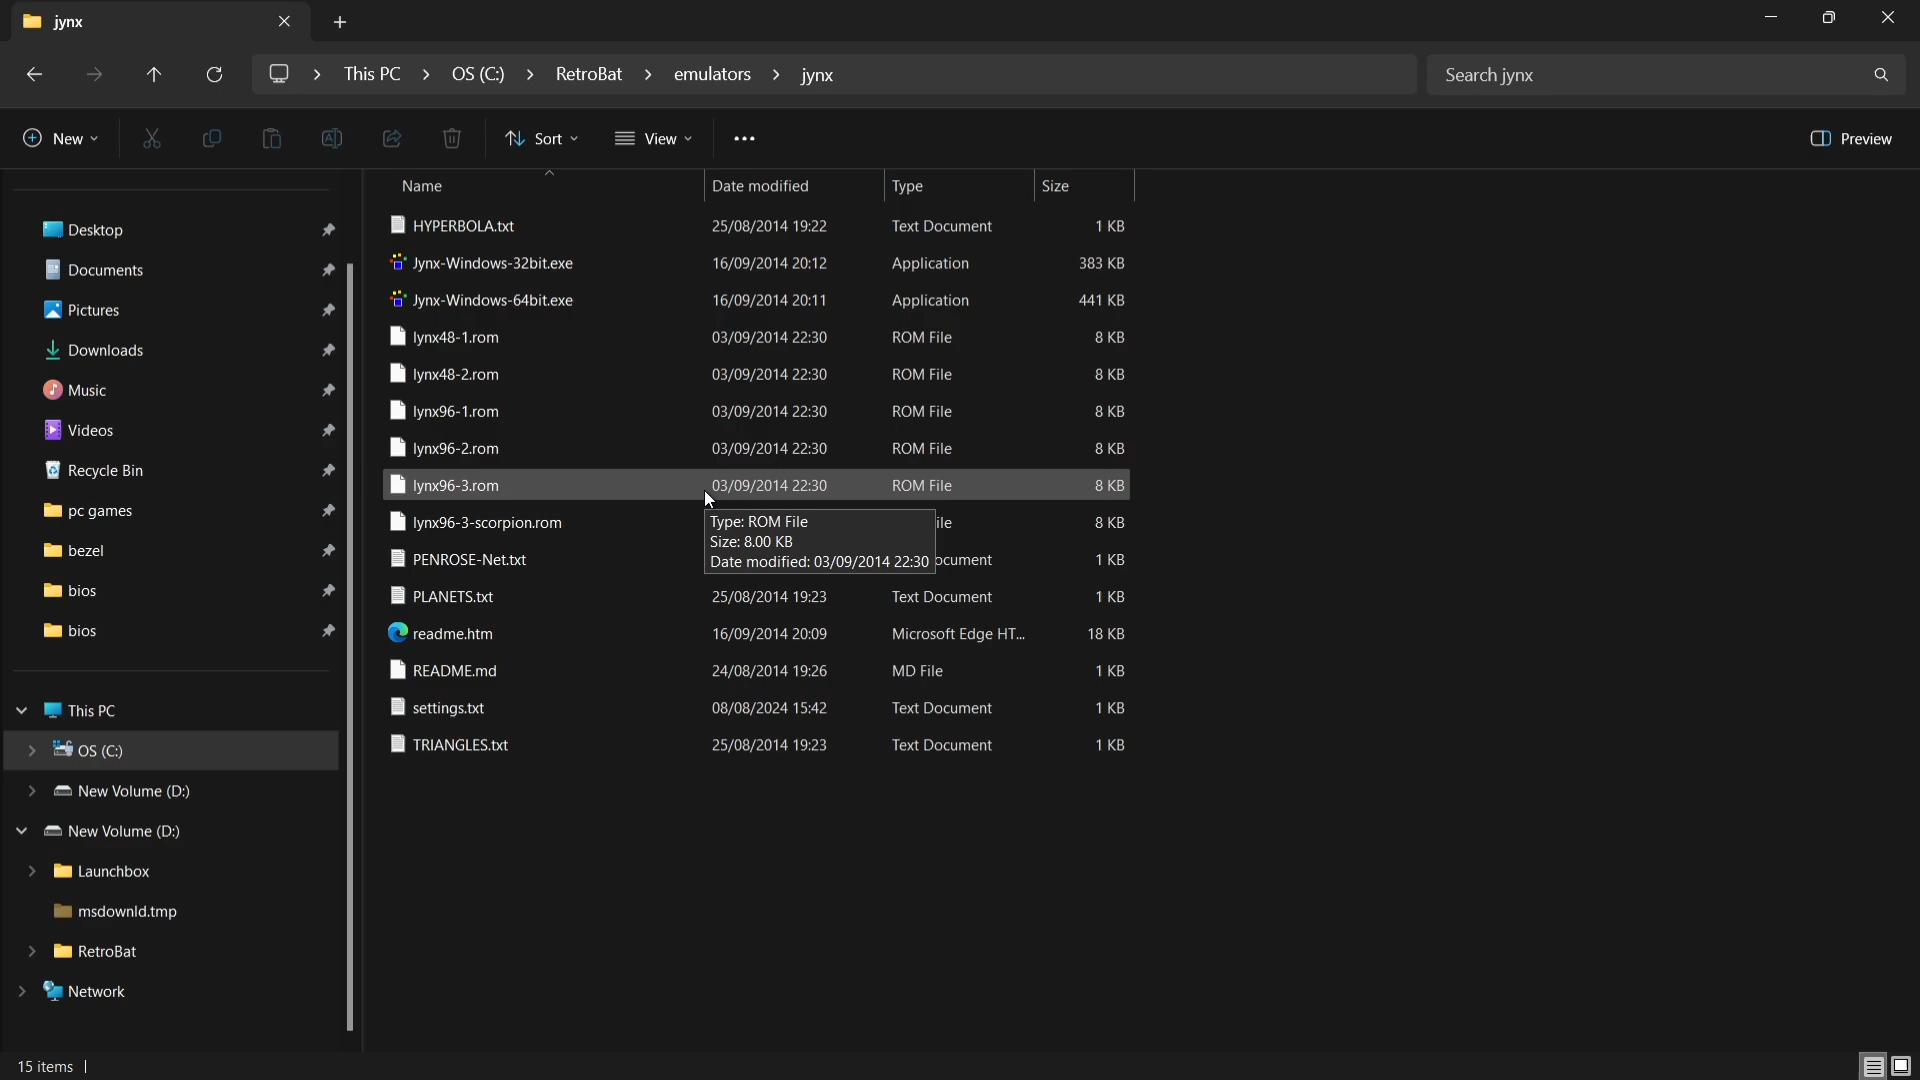 jynx
This PC > OS (C:) > RetroBat > emulators > jynx
Search jynx
New
Sort
View
Preview
Name Date modified Type Size
Desktop
Documents
Pictures
Downloads
Music
Videos
Recycle Bin
pc games
bezel
bios
bios
This PC
OS (C:)
New Volume (D:)
New Volume (D:)
Launchbox
msdownld.tmp
RetroBat
Network
HYPERBOLA.txt 25/08/2014 19:22 Text Document 1 KB
Jynx-Windows-32bit.exe 16/09/2014 20:12 Application 383 KB
Jynx-Windows-64bit.exe 16/09/2014 20:11 Application 441 KB
lynx48-1.rom 03/09/2014 22:30 ROM File 8 KB
lynx48-2.rom 03/09/2014 22:30 ROM File 8 KB
lynx96-1.rom 03/09/2014 22:30 ROM File 8 KB
lynx96-2.rom 03/09/2014 22:30 ROM File 8 KB
lynx96-3.rom 03/09/2014 22:30 ROM File 8 KB
lynx96-3-scorpion.rom ile 8 KB
PENROSE-Net.txt ocument 1 KB
Type: ROM File
Size: 8.00 KB
Date modified: 03/09/2014 22:30
PLANETS.txt 25/08/2014 19:23 Text Document 1 KB
readme.htm 16/09/2014 20:09 Microsoft Edge HT... 18 KB
README.md 24/08/2014 19:26 MD File 1 KB
settings.txt 08/08/2024 15:42 Text Document 1 KB
TRIANGLES.txt 25/08/2014 19:23 Text Document 1 KB
15 items